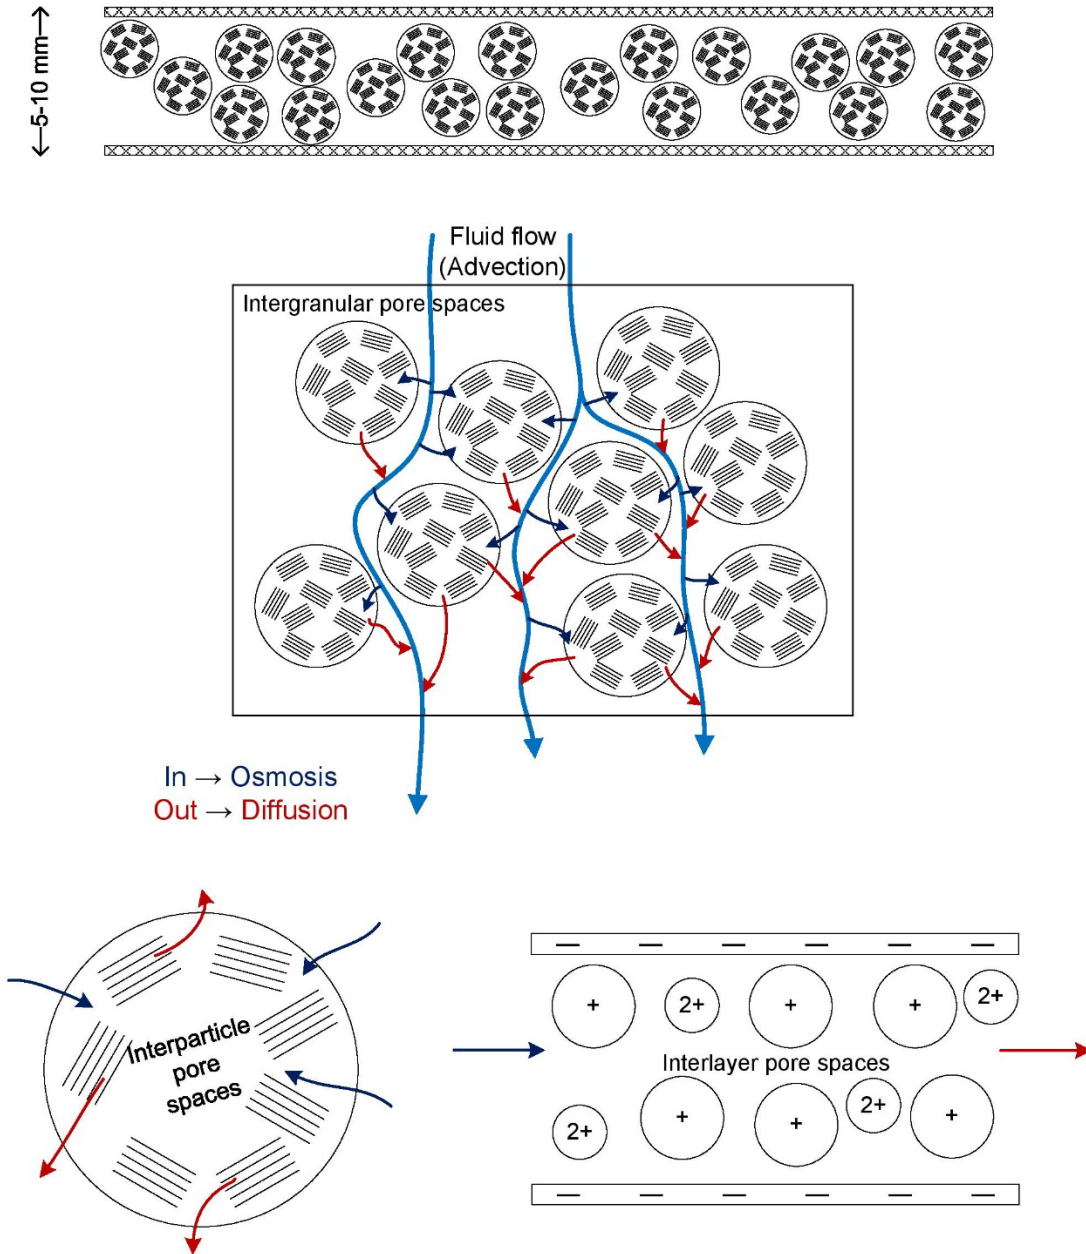 5-10 mm
Fluid flow
(Advection)
Intergranular pore spaces
In → Osmosis
Out → Diffusion
Interparticle
pore
spaces
— — — — — —
+ 2+ + + 2+
Interlayer pore spaces
2+ + + 2+ +
— — — — — —